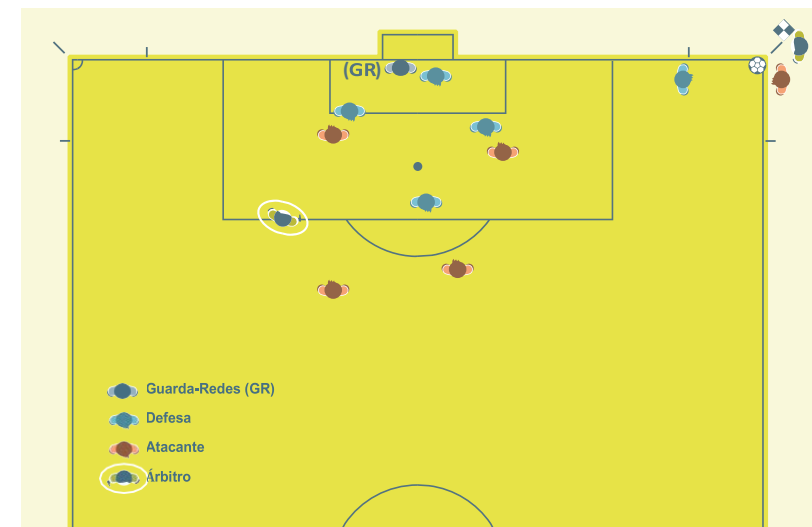 (GR)
Guarda-Redes (GR)
Defesa
Atacante
Árbitro